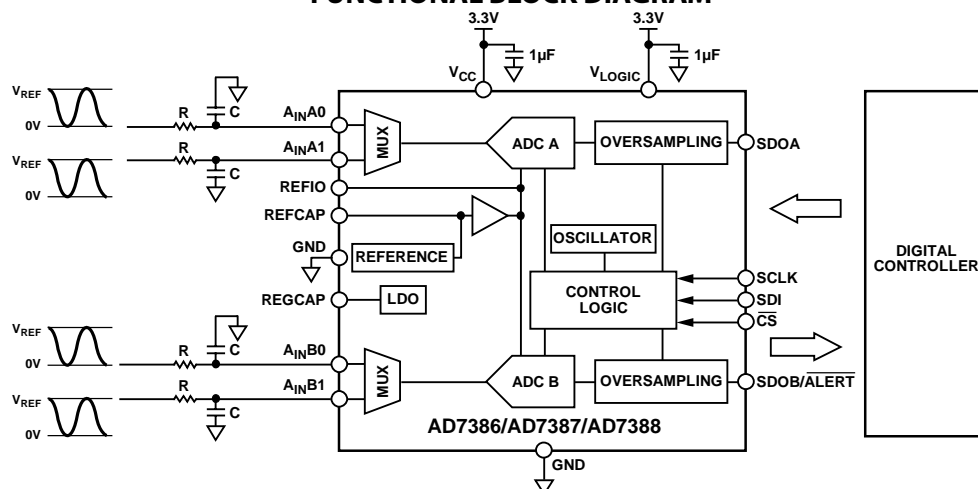 FUNCTIONAL BLOCK DIAGRAM
3.3V
3.3V
1µF
1µF
VCC
VLOGIC
VREF
0V
R
C
AINA0
MUX
ADC A
OVERSAMPLING
SDOA
VREF
0V
R
C
AINA1
REFIO
REFCAP
GND
REFERENCE
OSCILLATOR
REGCAP
LDO
CONTROL
LOGIC
SCLK
SDI
CS
DIGITAL
CONTROLLER
VREF
0V
R
C
AINB0
MUX
ADC B
OVERSAMPLING
SDOB/ALERT
VREF
0V
R
C
AINB1
AD7386/AD7387/AD7388
GND